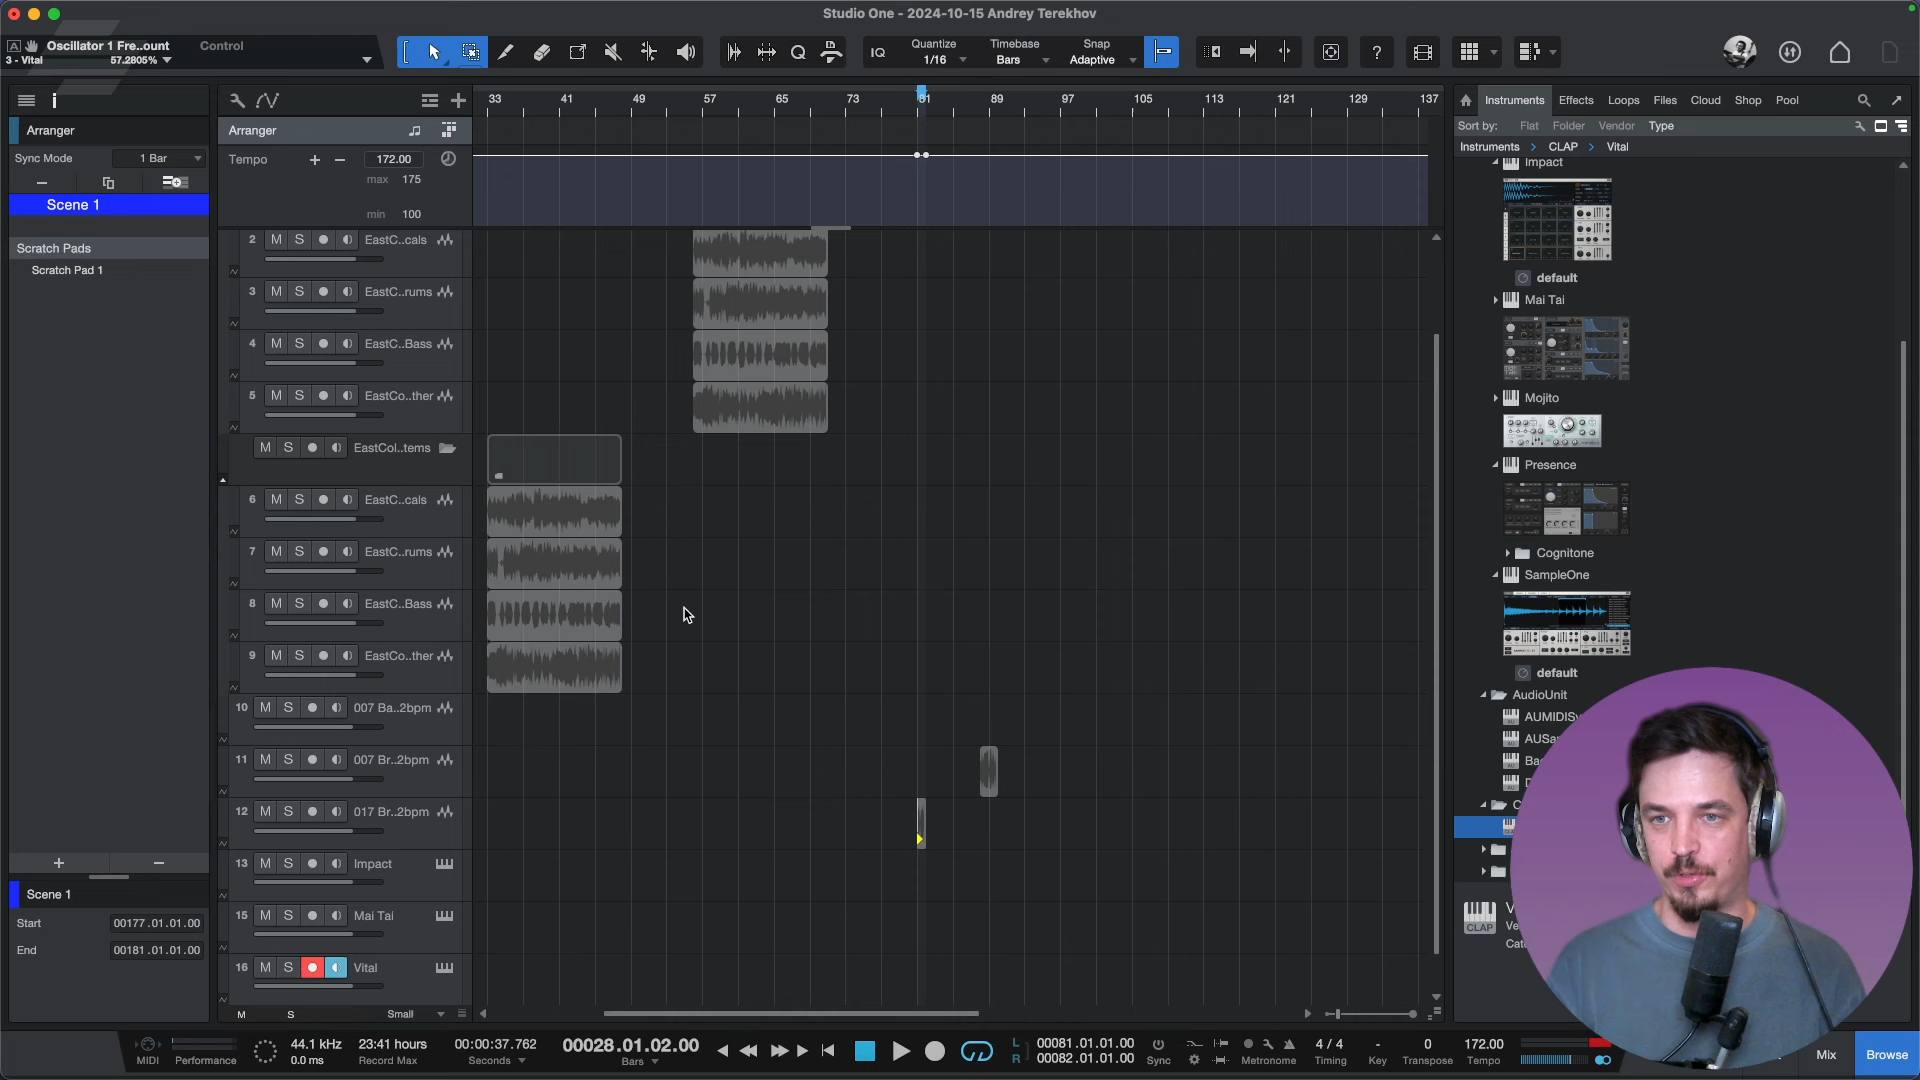 Studio One - 2024-10-15 Andrey Terekhov
Oscillator 1 Fre..ount
Control
3 - Vital
57.2805%
IQ
Quantize
1/16
Timebase
Bars
Snap
Adaptive
?
Arranger
Sync Mode
1 Bar
Scene 1
Scratch Pads
Scratch Pad 1
Scene 1
Start
00177.01.01.00
End
00181.01.01.00
Arranger
Tempo
172.00
max 175
min 100
33 41 49 57 65 73 81 89 97 105 113 121 129 137
2 M S EastC..cals
3 M S EastC..rums
4 M S EastC..Bass
5 M S EastCo..ther
M S EastCol..tems
6 M S EastC..cals
7 M S EastC..rums
8 M S EastC..Bass
9 M S EastCo..ther
10 M S 007 Ba..2bpm
11 M S 007 Br..2bpm
12 M S 017 Br..2bpm
13 M S Impact
15 M S Mai Tai
16 M S Vital
M S Small
Instruments Effects Loops Files Cloud Shop Pool
Sort by: Flat Folder Vendor Type
Instruments > CLAP > Vital
Impact
default
Mai Tai
Mojito
Presence
Cognitone
SampleOne
default
AudioUnit
AUMIDISy
AUSa
Ba
CLAP
MIDI
Performance
44.1 kHz
0.0 ms
23:41 hours
Record Max
00:00:37.762
Seconds
00028.01.02.00
Bars
L 00081.01.01.00
R 00082.01.01.00
Sync
Metronome
4 / 4
Timing
-
Key
0
Transpose
172.00
Tempo
Mix
Browse